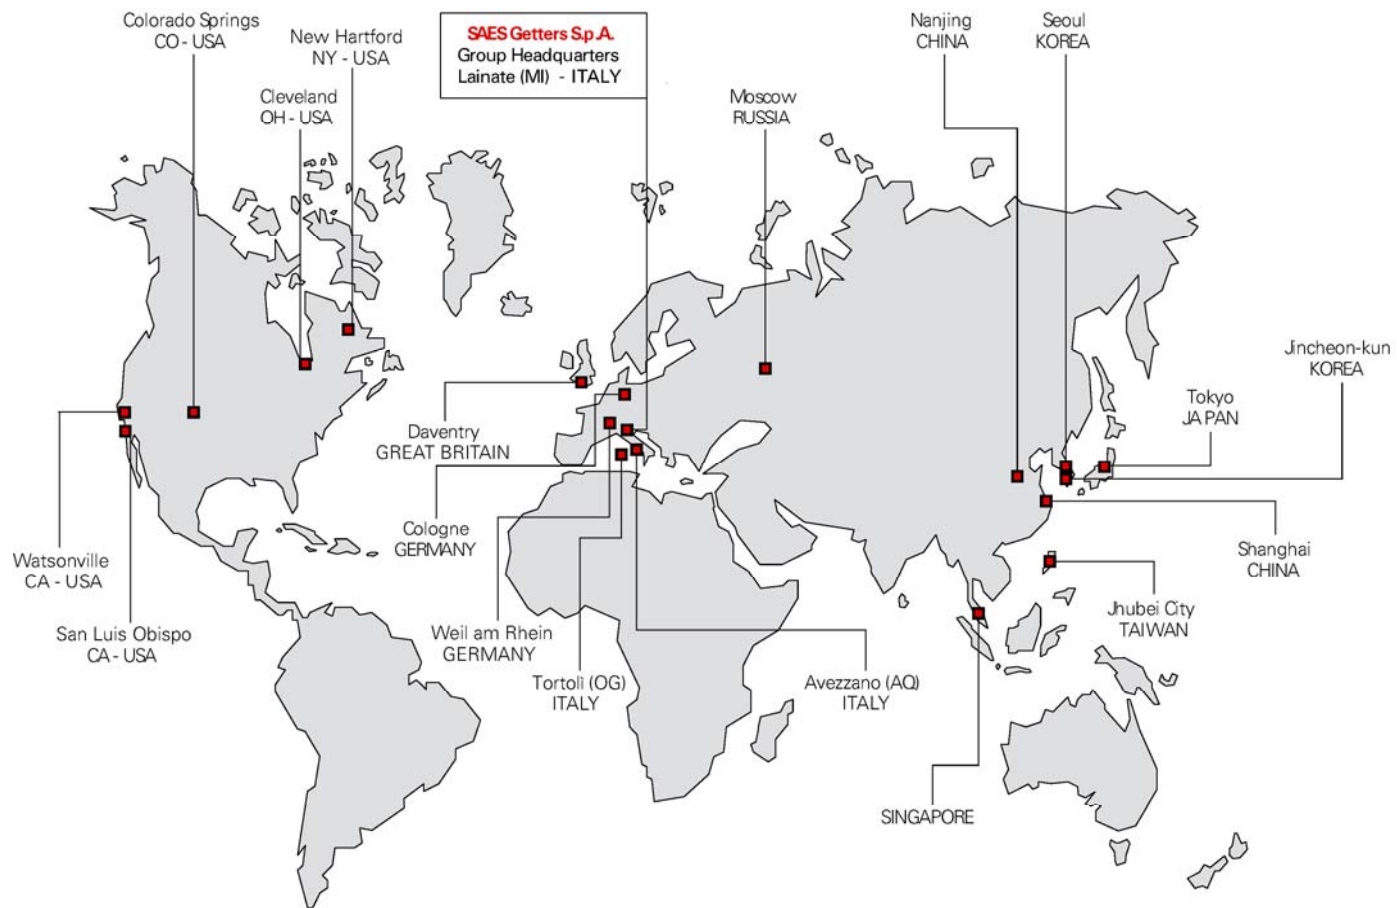 Colorado Springs
CO - USA
New Hartford
NY - USA
Cleveland
OH - USA
SAES Getters S.p.A.
Group Headquarters
Lainate (MI) - ITALY
Moscow
RUSSIA
Nanjing
CHINA
Seoul
KOREA
Jincheon-kun
KOREA
Tokyo
JAPAN
Daventry
GREAT BRITAIN
Cologne
GERMANY
Shanghai
CHINA
Watsonville
CA - USA
San Luis Obispo
CA - USA
Weil am Rhein
GERMANY
Jhubei City
TAIWAN
Tortolì (OG)
ITALY
Avezzano (AQ)
ITALY
SINGAPORE